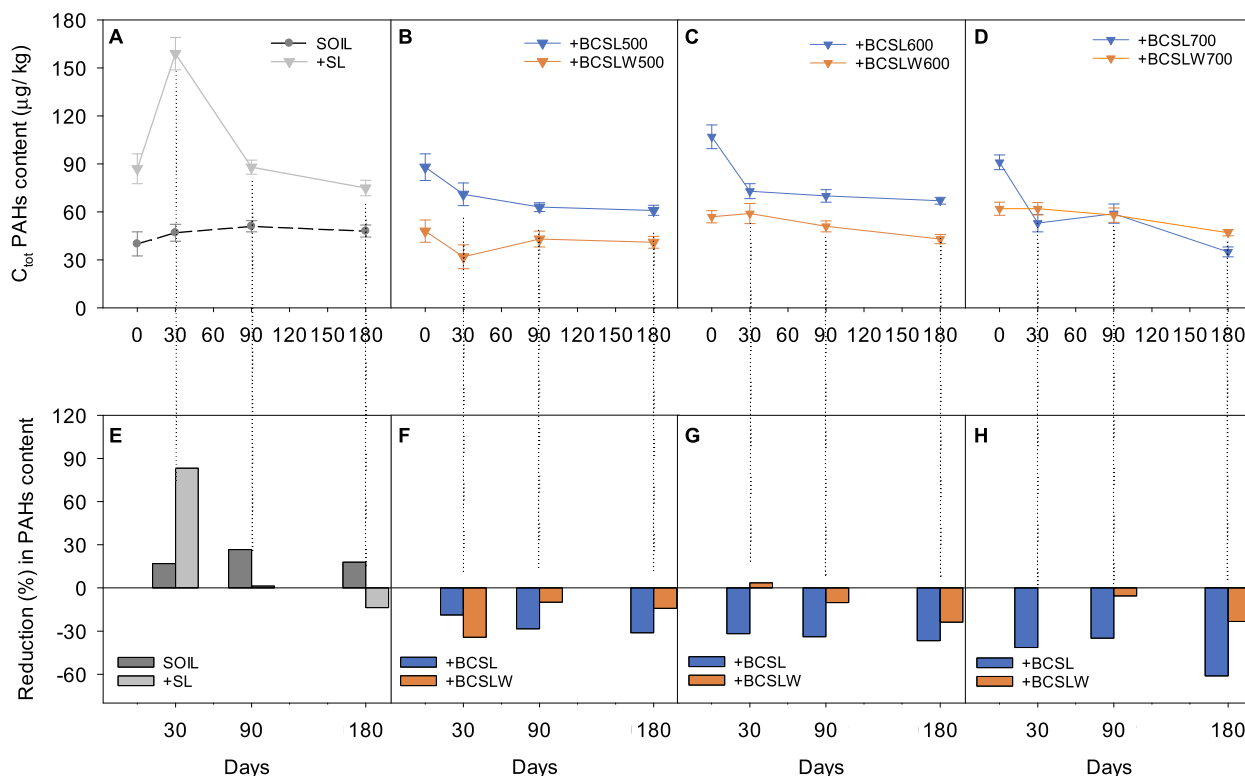 C_tot PAHs content (µg/ kg)
180
150
120
90
60
30
0
A
SOIL
+SL
B
+BCSL500
+BCSLW500
C
+BCSL600
+BCSLW600
D
+BCSL700
+BCSLW700
0 30 60 90 120 150 180
0 30 60 90 120 150 180
0 30 60 90 120 150 180
0 30 60 90 120 150 180
Reduction (%) in PAHs content
120
90
60
30
0
-30
-60
E
SOIL
+SL
F
+BCSL
+BCSLW
G
+BCSL
+BCSLW
H
+BCSL
+BCSLW
30 90 180
30 90 180
30 90 180
30 90 180
Days
Days
Days
Days